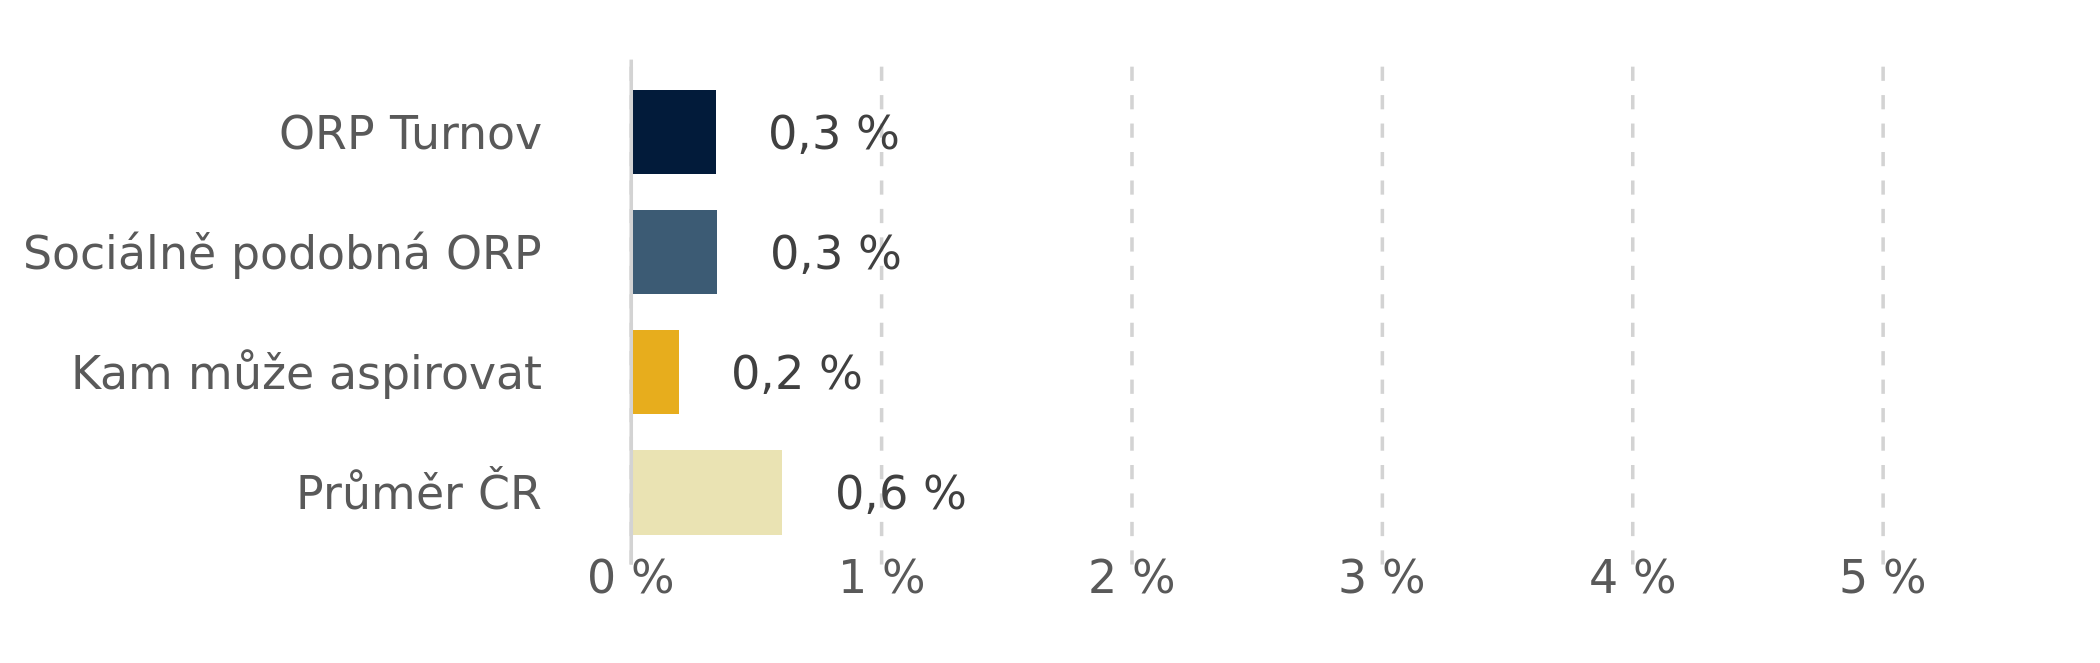 ORP Turnov 0,3 %
Sociálně podobná ORP 0,3 %
Kam může aspirovat 0,2 %
Průměr ČR 0,6 %
0 % 1 % 2 % 3 % 4 % 5 %